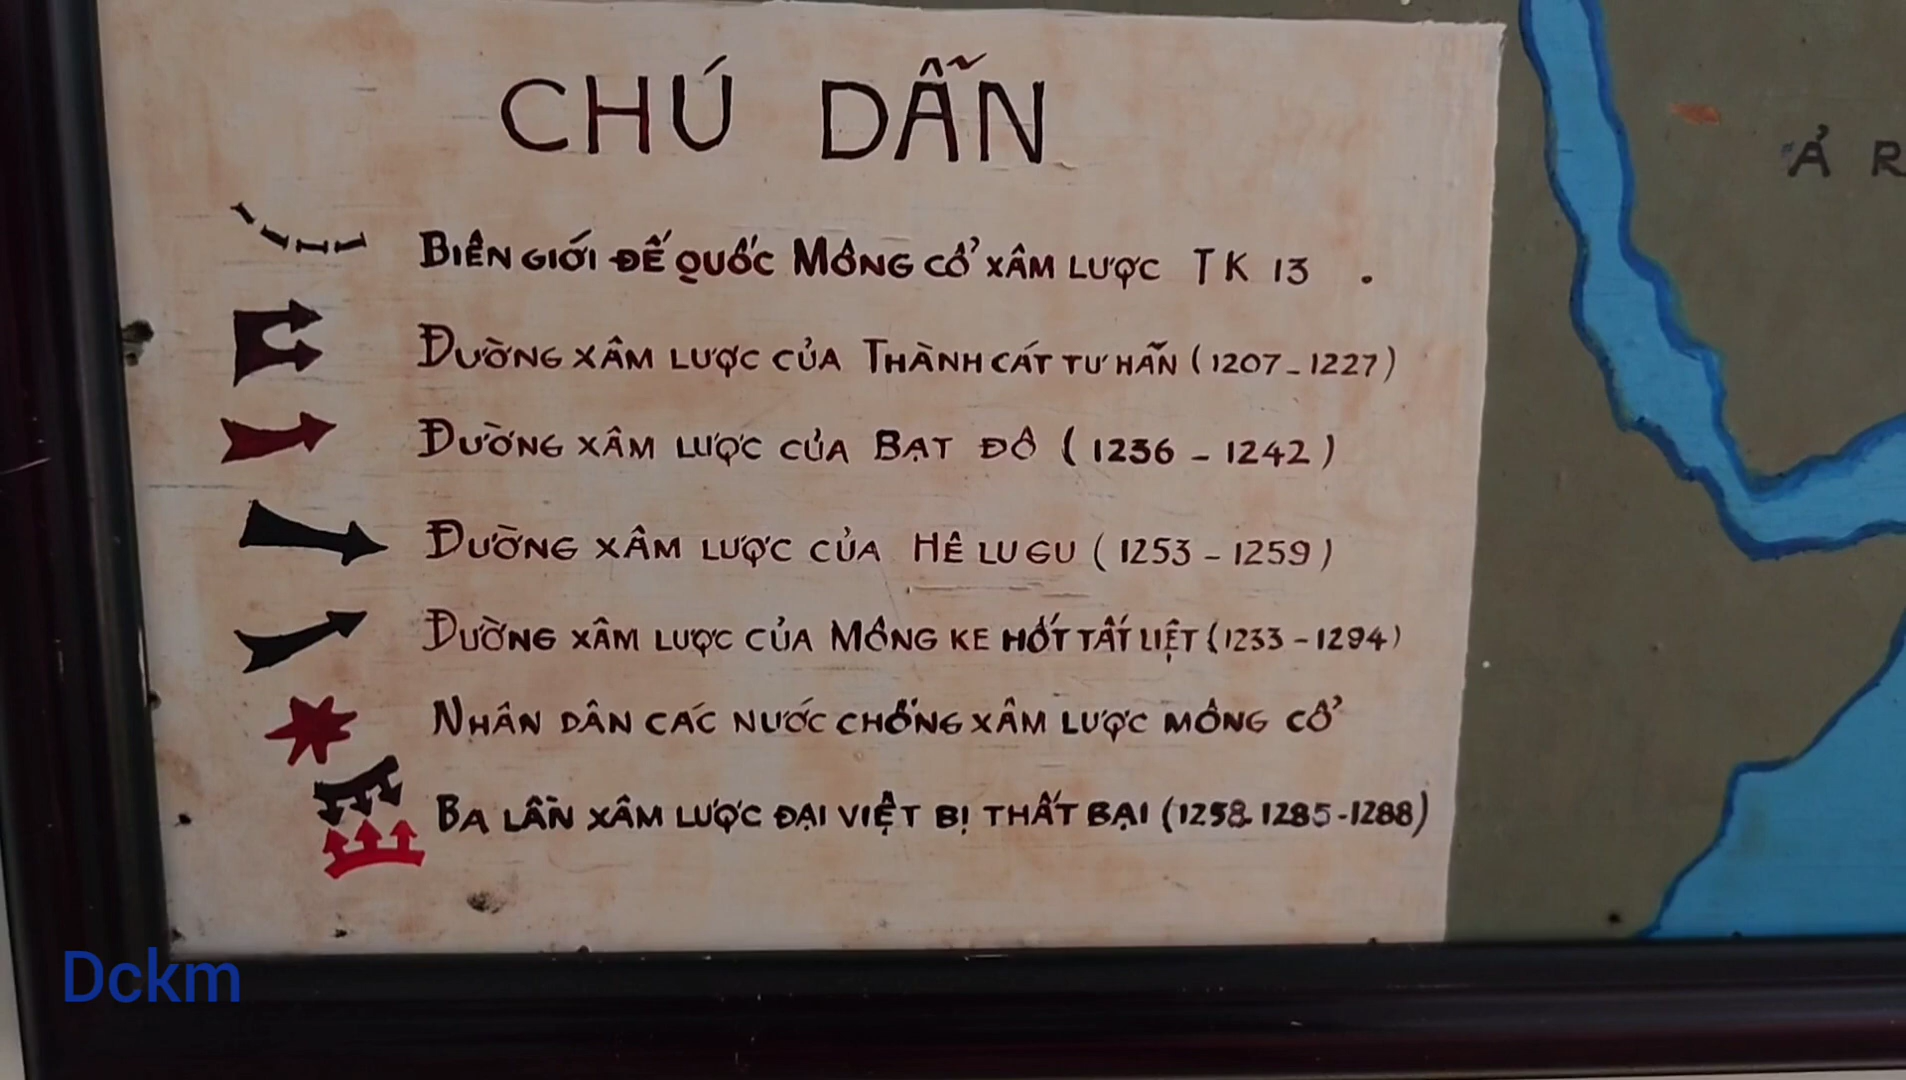 CHÚ DẪN
Ả R
BIÊN GIỚI ĐẾ QUỐC MÔNG CỔ XÂM LƯỢC TK 13 .
ĐƯỜNG XÂM LƯỢC CỦA THÀNH CÁT TƯ HÃN (1207-1227)
ĐƯỜNG XÂM LƯỢC CỦA BẠT ĐÔ (1236 - 1242)
ĐƯỜNG XÂM LƯỢC CỦA HÊ LU GU (1253 - 1259)
ĐƯỜNG XÂM LƯỢC CỦA MÔNG KE HỐT TẤT LIỆT (1233 - 1294)
NHÂN DÂN CÁC NƯỚC CHỐNG XÂM LƯỢC MÔNG CỔ
BA LẦN XÂM LƯỢC ĐẠI VIỆT BỊ THẤT BẠI (1258.1285-1288)
Dckm